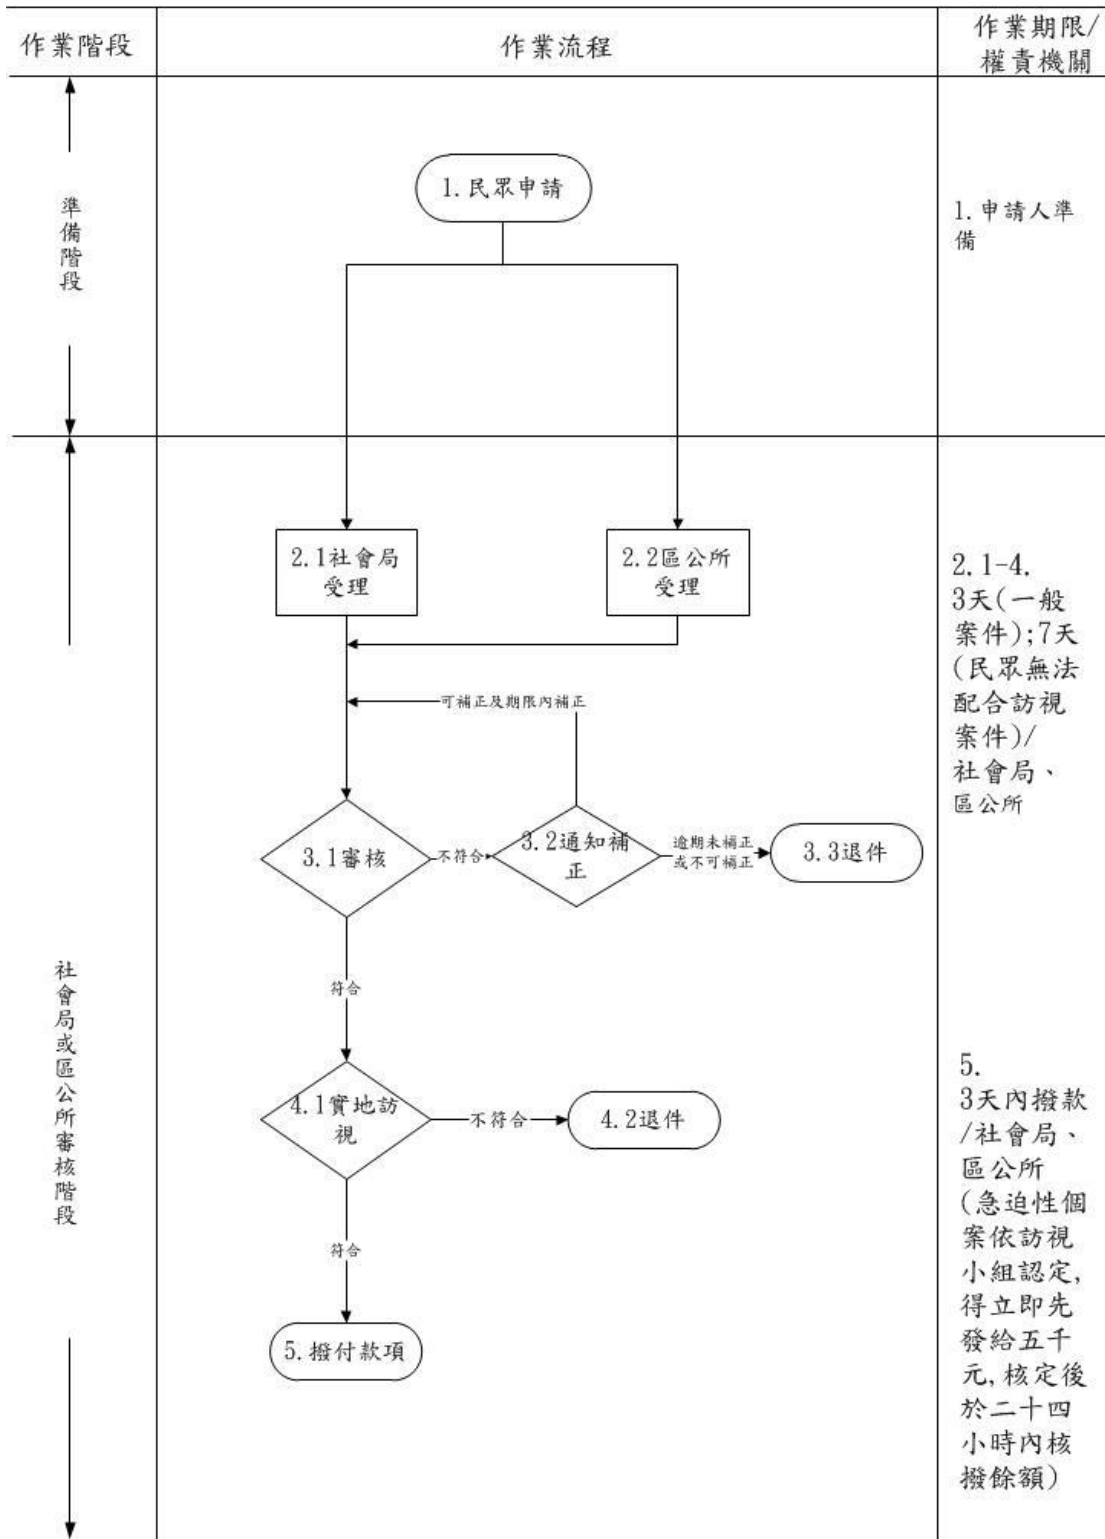 作業階段
作業流程
作業期限/
權責機關
準備階段
1.民眾申請
1.申請人準
備
社會局或區公所審核階段
2.1社會局
受理
2.2區公所
受理
可補正及期限內補正
3.1審核
不符合
3.2通知補
正
逾期未補正
或不可補正
3.3退件
符合
4.1實地訪
視
不符合
4.2退件
符合
5.撥付款項
2.1-4.
3天(一般
案件);7天
(民眾無法
配合訪視
案件)/
社會局、
區公所
5.
3天內撥款
/社會局、
區公所
(急迫性個
案依訪視
小組認定,
得立即先
發給五千
元,核定後
於二十四
小時內核
撥餘額)